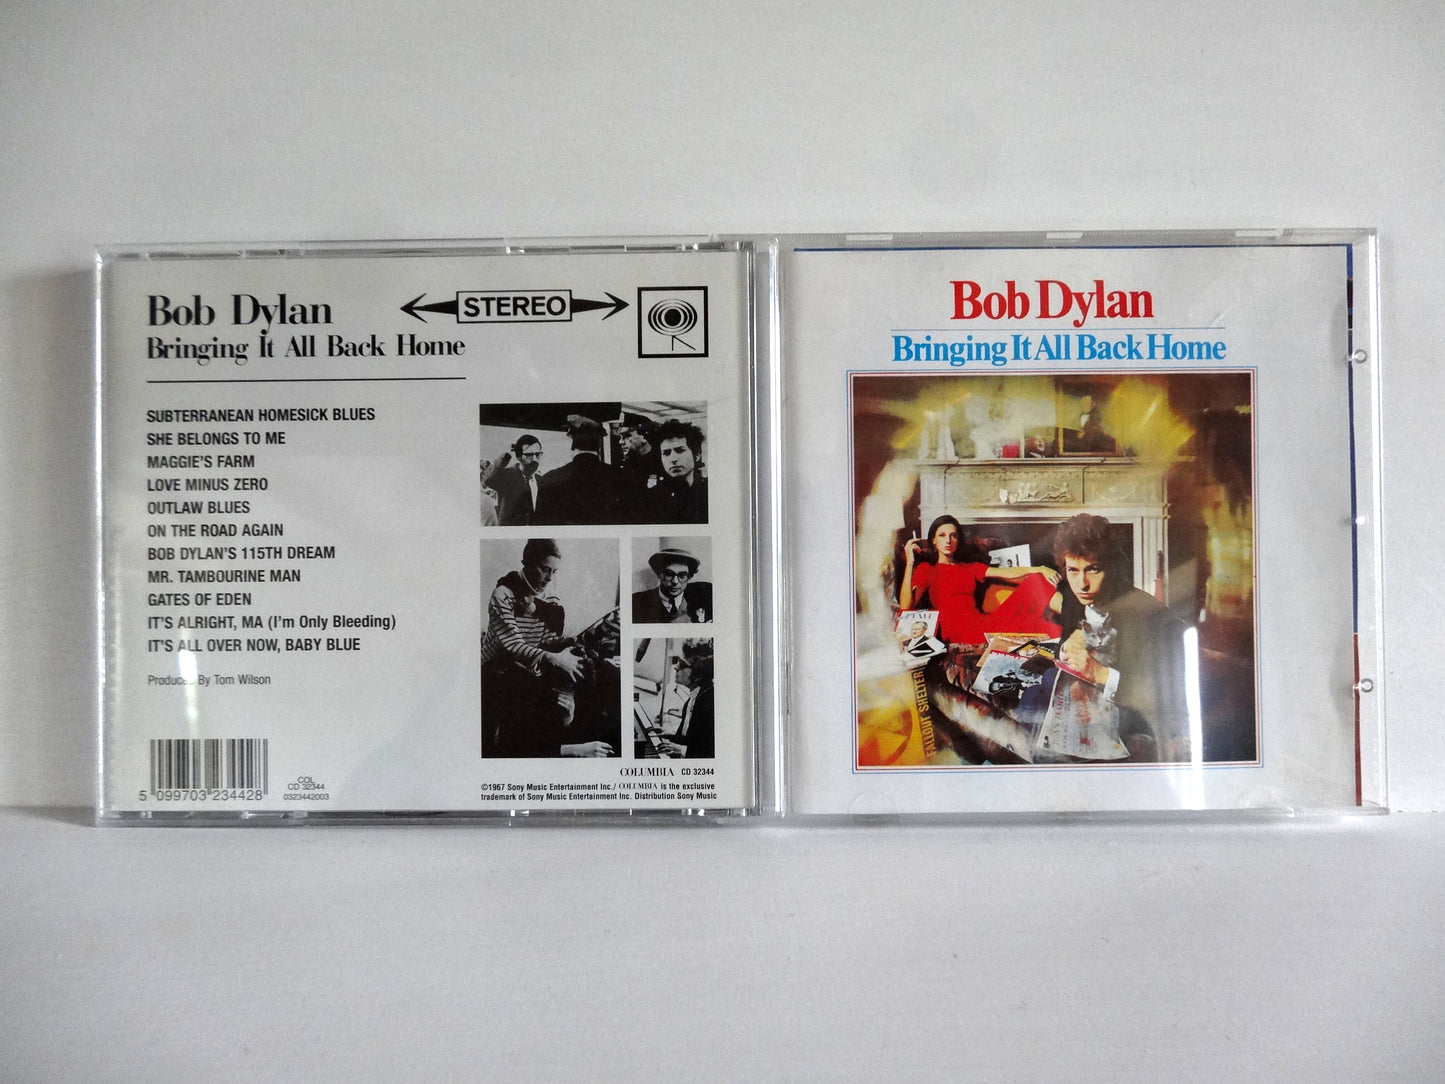 Bob Dylan
STEREO
Bringing It All Back Home
SUBTERRANEAN HOMESICK BLUES
SHE BELONGS TO ME
MAGGIE'S FARM
LOVE MINUS ZERO
OUTLAW BLUES
ON THE ROAD AGAIN
BOB DYLAN'S 115TH DREAM
MR. TAMBOURINE MAN
GATES OF EDEN
IT'S ALRIGHT, MA (I'm Only Bleeding)
IT'S ALL OVER NOW, BABY BLUE
Produced By Tom Wilson
5 099703 234428
COL
CD 32344
0323442003
COLUMBIA CD 32344
©1967 Sony Music Entertainment Inc./ COLUMBIA is the exclusive
trademark of Sony Music Entertainment Inc. Distribution Sony Music
Bob Dylan
Bringing It All Back Home
FALLOUT SHELTER